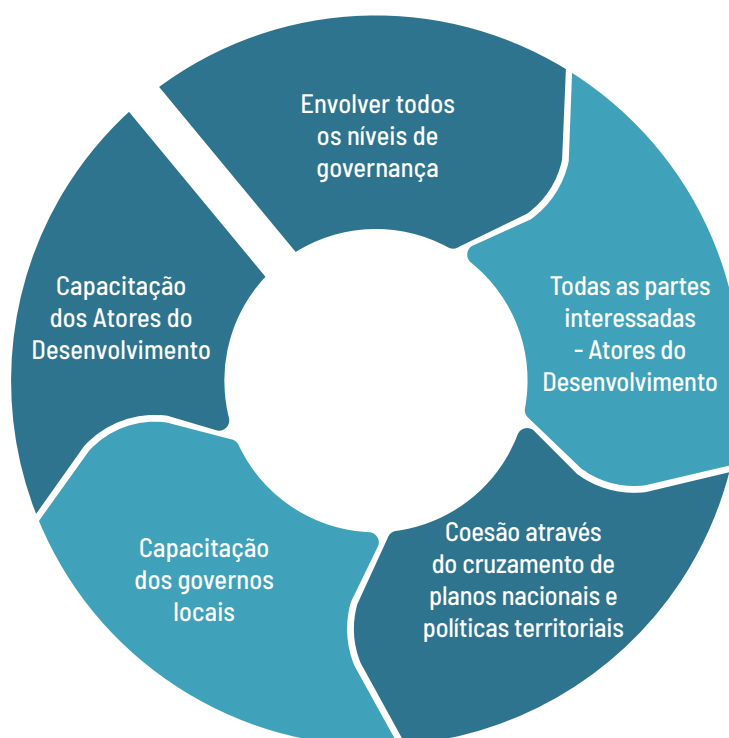 Envolver todos
os níveis de
governança
Todas as partes
interessadas
- Atores do
Desenvolvimento
Coesão através
do cruzamento de
planos nacionais e
políticas territoriais
Capacitação
dos governos
locais
Capacitação
dos Atores do
Desenvolvimento